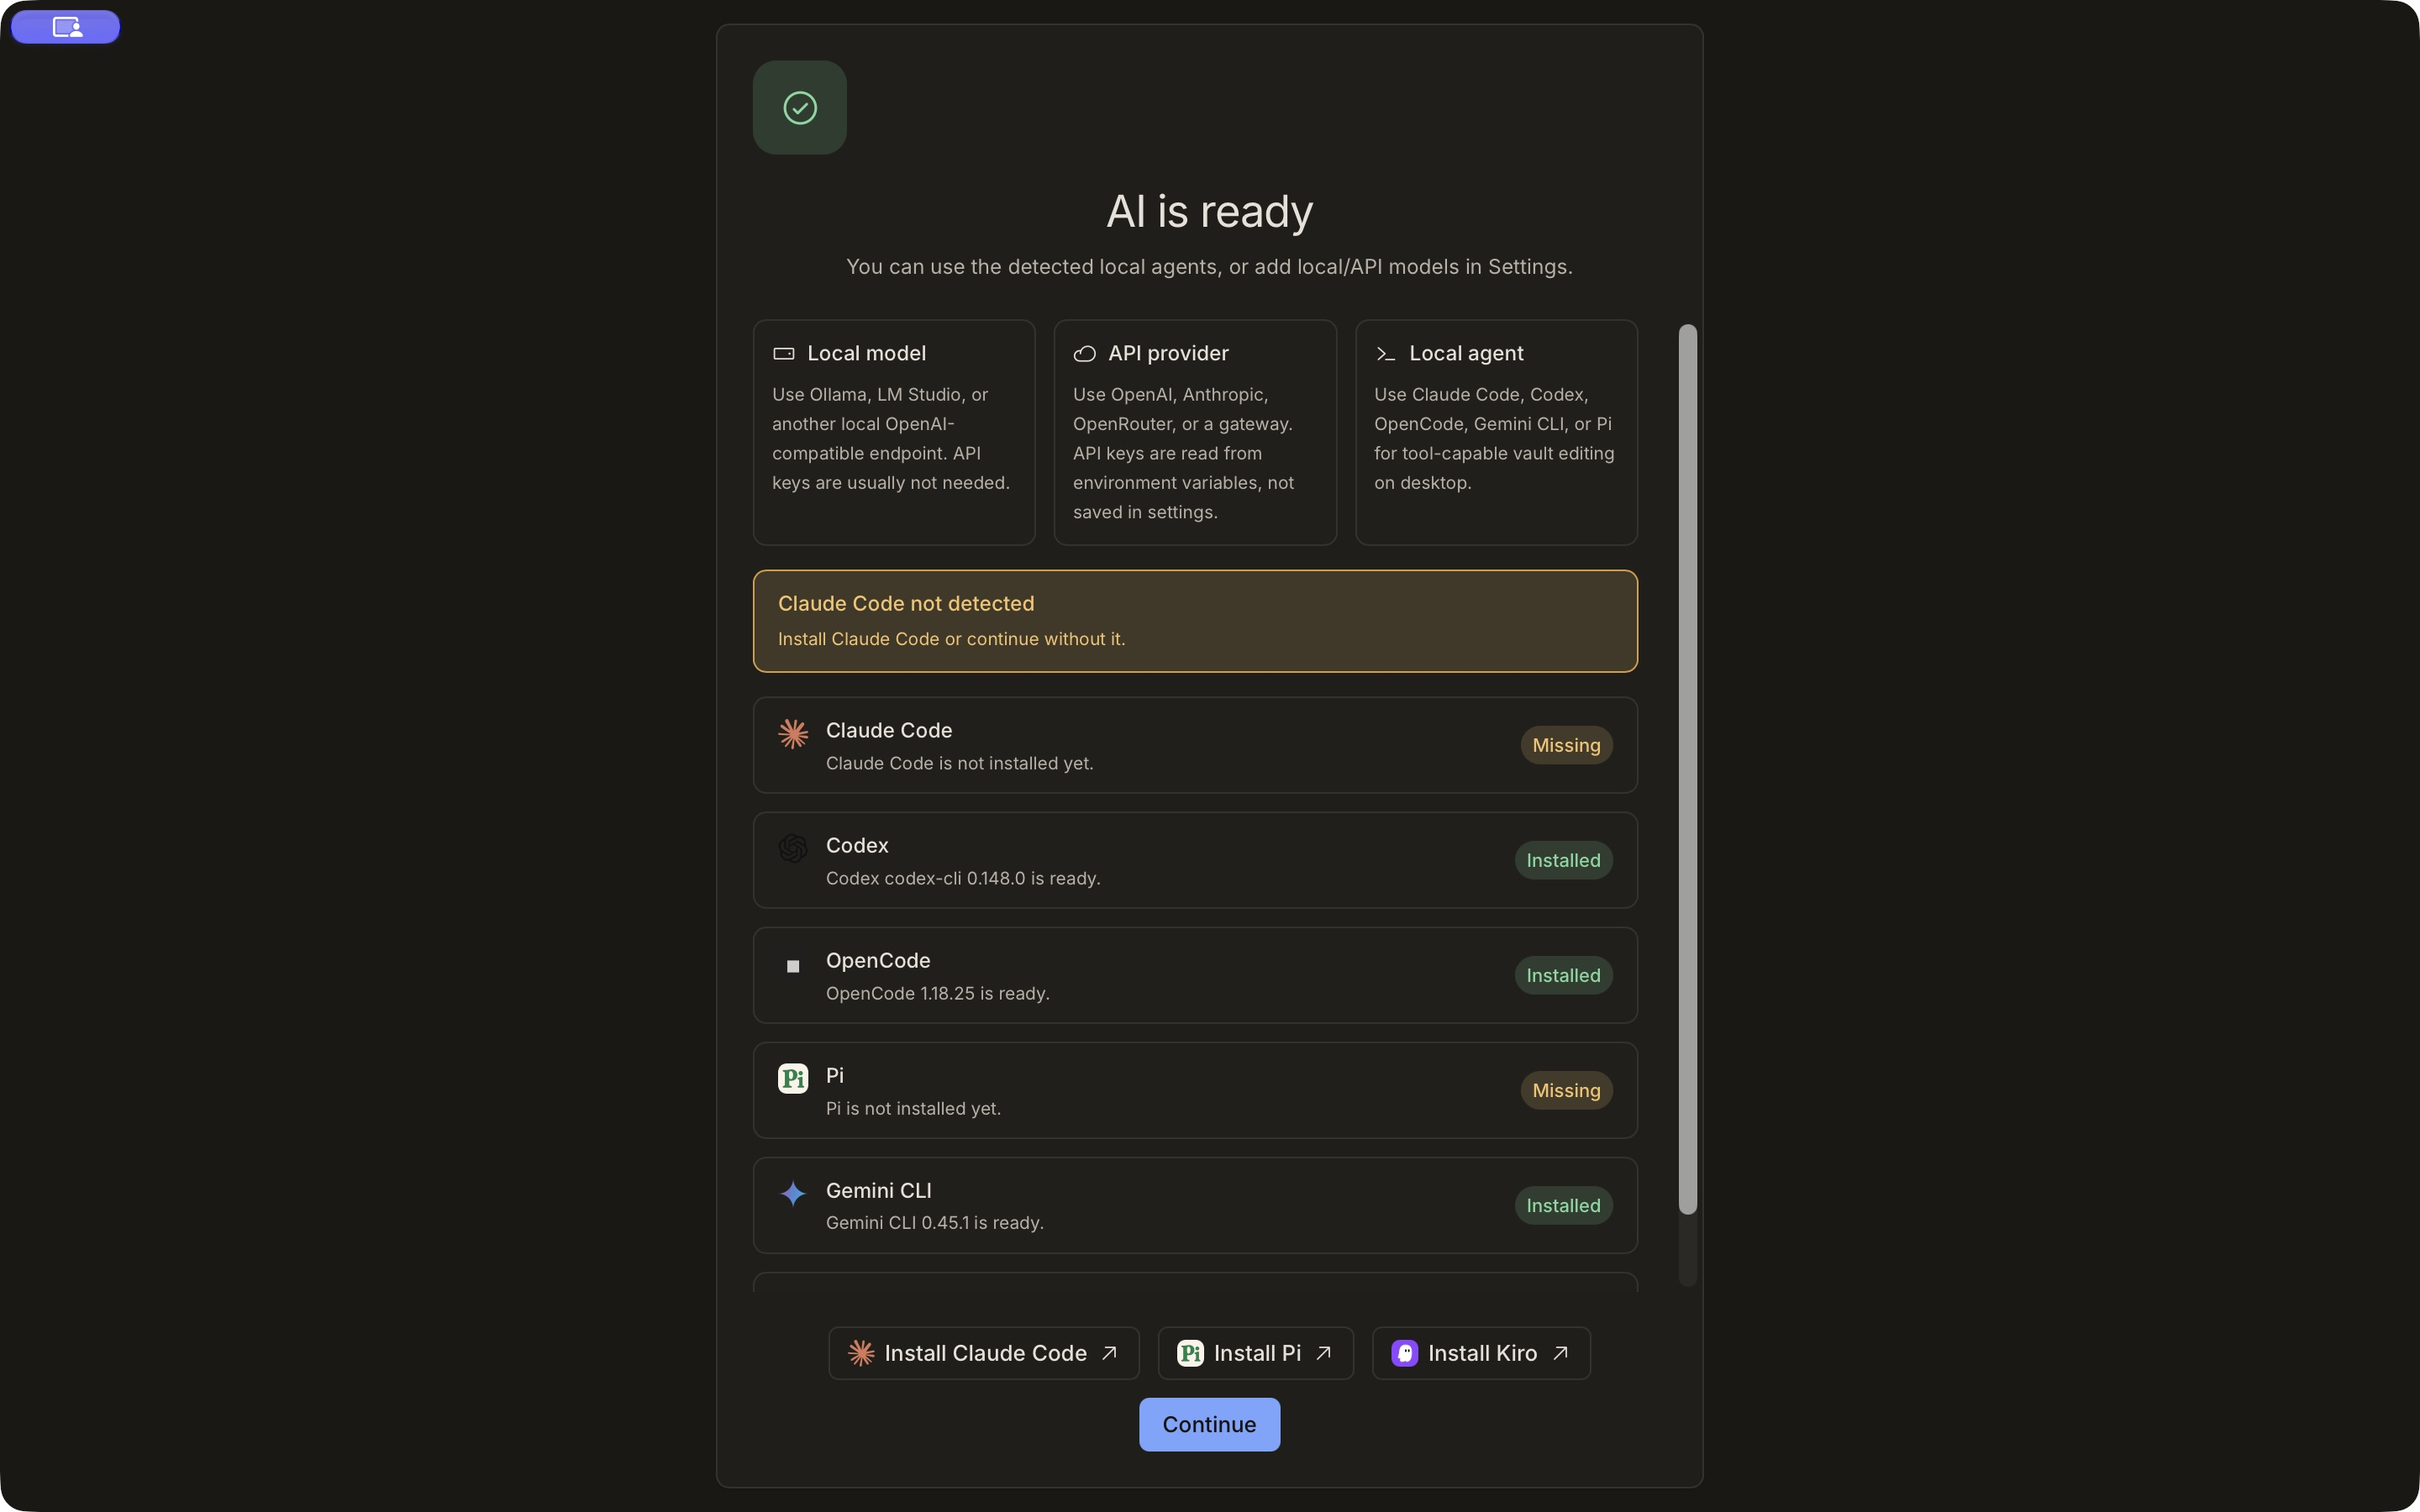 AI is ready
You can use the detected local agents, or add local/API models in Settings.
Local model
Use Ollama, LM Studio, or
another local OpenAI-
compatible endpoint. API
keys are usually not needed.
API provider
Use OpenAI, Anthropic,
OpenRouter, or a gateway.
API keys are read from
environment variables, not
saved in settings.
Local agent
Use Claude Code, Codex,
OpenCode, Gemini CLI, or Pi
for tool-capable vault editing
on desktop.
Claude Code not detected
Install Claude Code or continue without it.
Claude Code
Claude Code is not installed yet.
Missing
Codex
Codex codex-cli 0.148.0 is ready.
Installed
OpenCode
OpenCode 1.18.25 is ready.
Installed
Pi
Pi
Pi is not installed yet.
Missing
Gemini CLI
Gemini CLI 0.45.1 is ready.
Installed
Install Claude Code
Pi Install Pi
Install Kiro
Continue